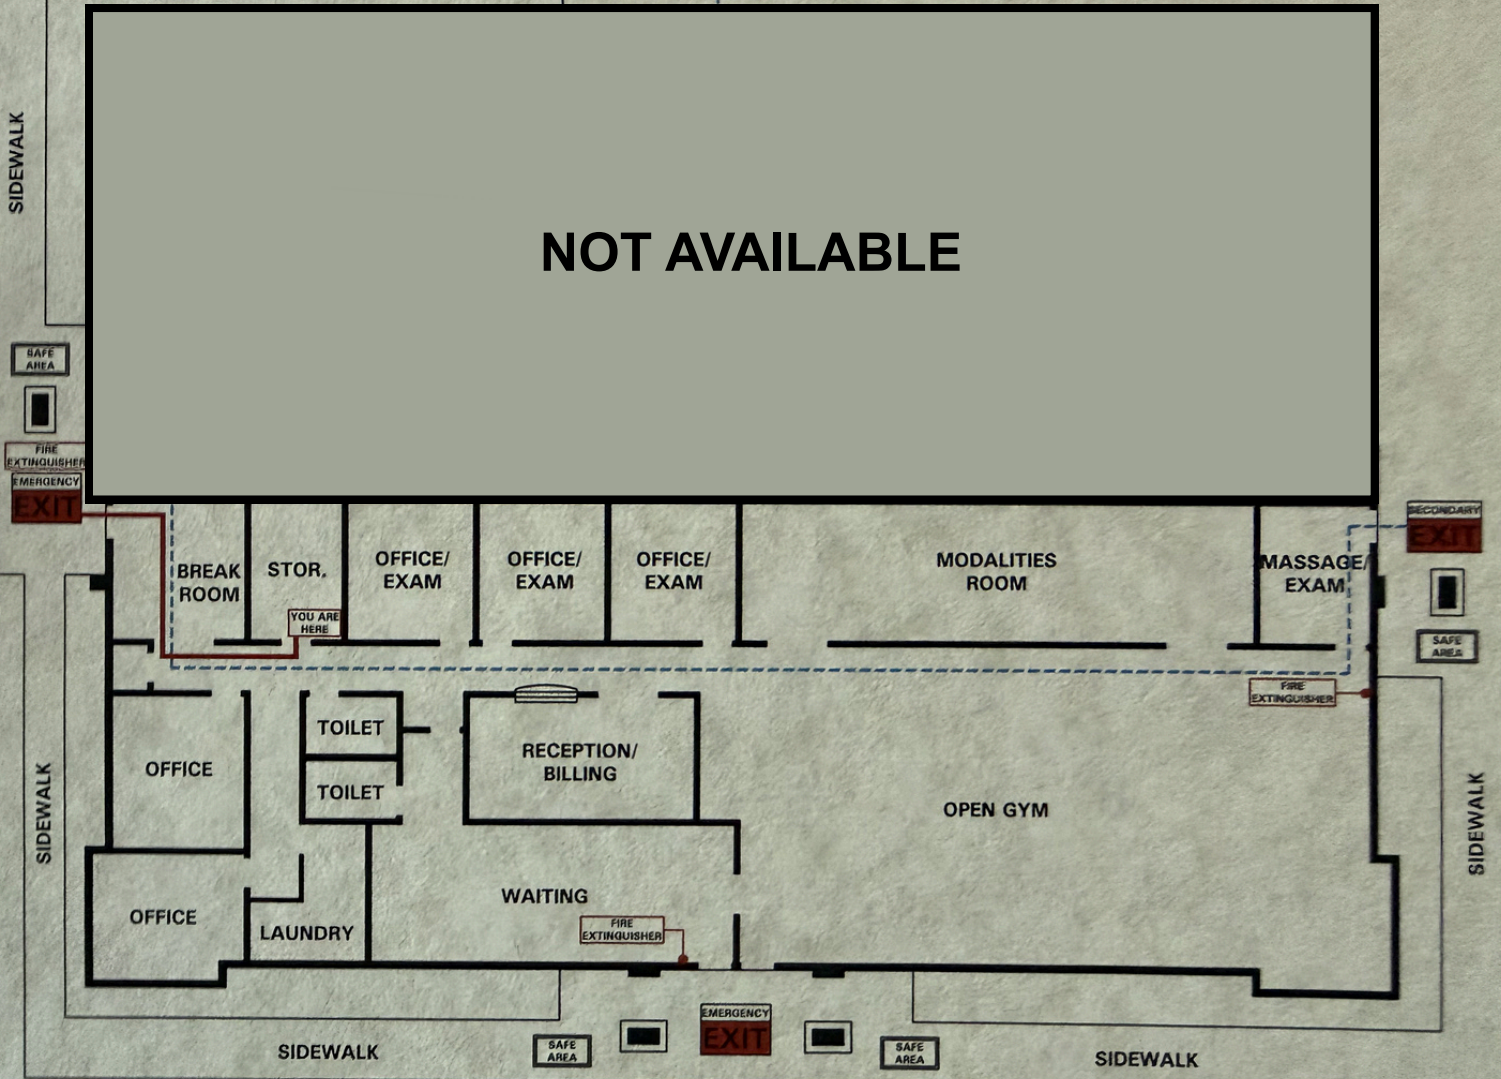 NOT AVAILABLE
SIDEWALK
SAFE
AREA
FIRE
EXTINGUISHER
EMERGENCY
EXIT
BREAK
ROOM
STOR.
YOU ARE
HERE
OFFICE/
EXAM
OFFICE/
EXAM
OFFICE/
EXAM
MODALITIES
ROOM
MASSAGE/
EXAM
SECONDARY
EXIT
SAFE
AREA
FIRE
EXTINGUISHER
OFFICE
TOILET
TOILET
RECEPTION/
BILLING
OPEN GYM
SIDEWALK
SIDEWALK
OFFICE
LAUNDRY
WAITING
FIRE
EXTINGUISHER
EMERGENCY
EXIT
SIDEWALK
SAFE
AREA
SAFE
AREA
SIDEWALK